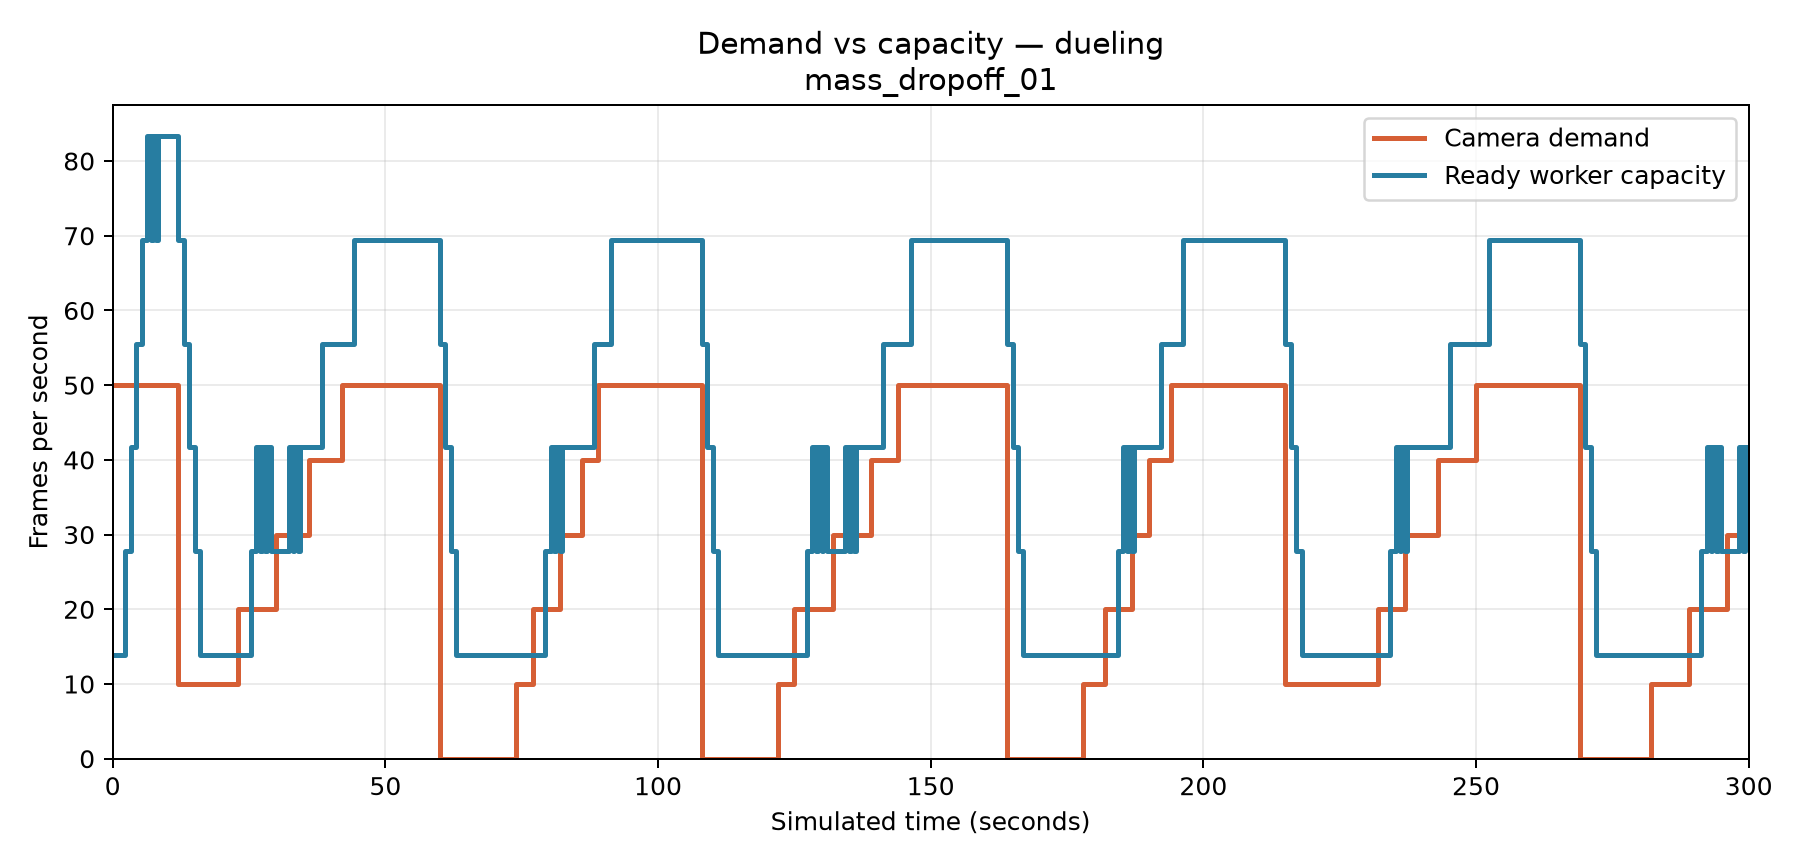 Demand vs capacity — dueling
mass_dropoff_01
Camera demand
Ready worker capacity
Frames per second
80
70
60
50
40
30
20
10
0
0 50 100 150 200 250 300
Simulated time (seconds)